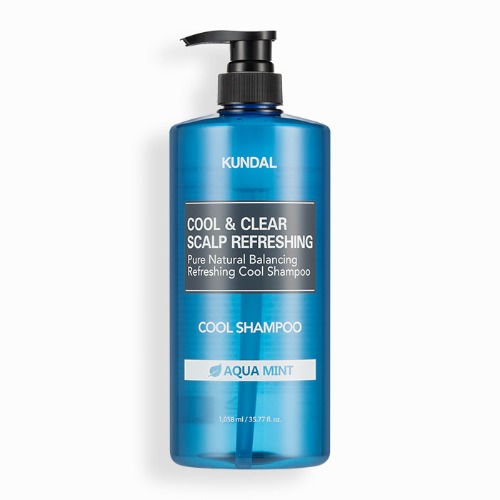 KUNDAL
COOL & CLEAR
SCALP REFRESHING
Pure Natural Balancing
Refreshing Cool Shampoo
COOL SHAMPOO
AQUA MINT
1,058 ml / 35.77 fl. oz.